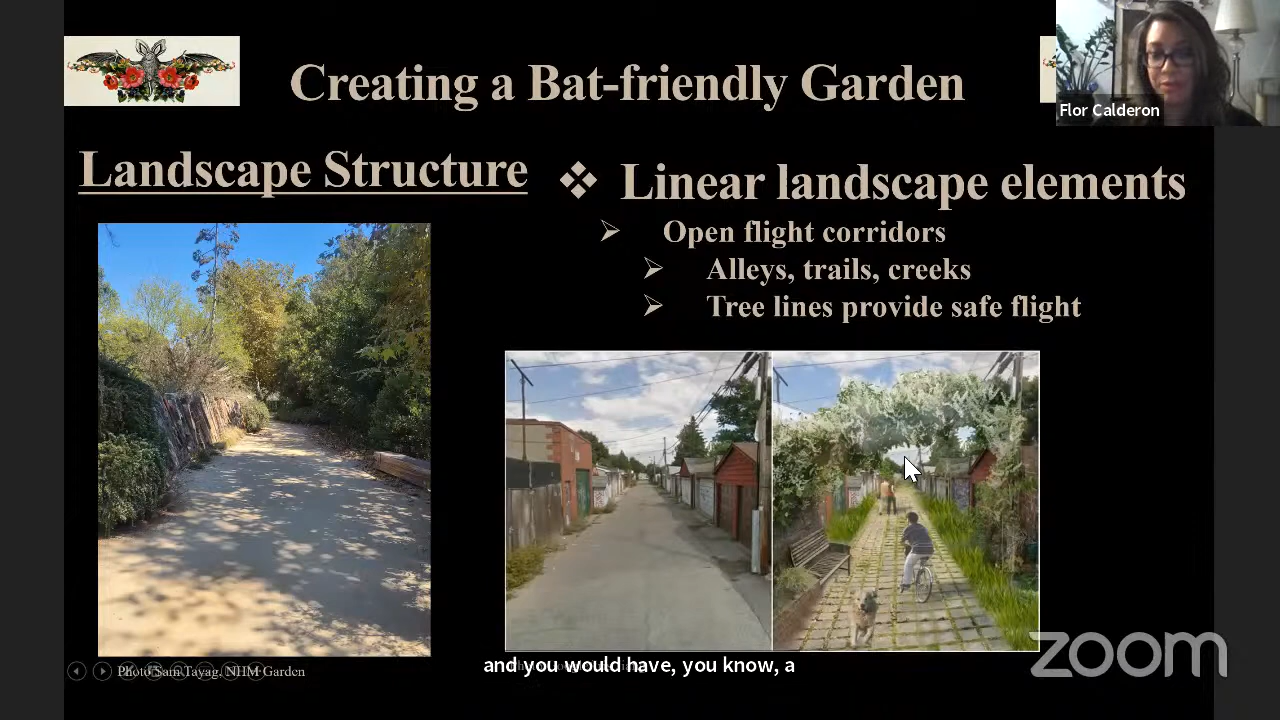 Creating a Bat-friendly Garden
Flor Calderon
Landscape Structure
Linear landscape elements
Open flight corridors
Alleys, trails, creeks
Tree lines provide safe flight
Photo Sam Tayag, NHM Garden
and you would have, you know, a
zoom